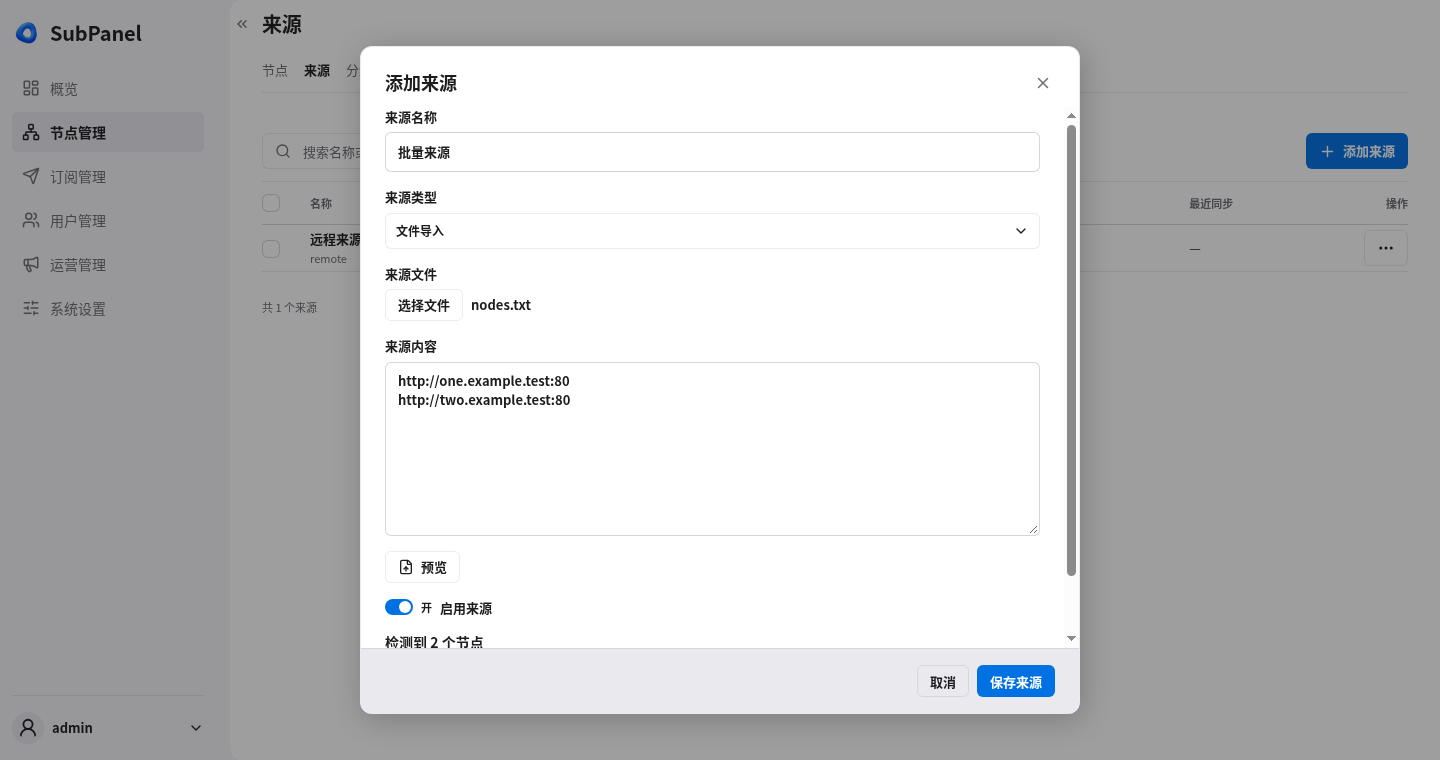 SubPanel
概览
节点管理
订阅管理
用户管理
运营管理
系统设置
admin
来源
节点 来源 分
搜索名称或
添加来源
名称 最近同步 操作
远程来源 —
remote
共 1 个来源
添加来源
来源名称
批量来源
来源类型
文件导入
来源文件
选择文件 nodes.txt
来源内容
http://one.example.test:80
http://two.example.test:80
预览
开 启用来源
检测到 2 个节点
取消 保存来源